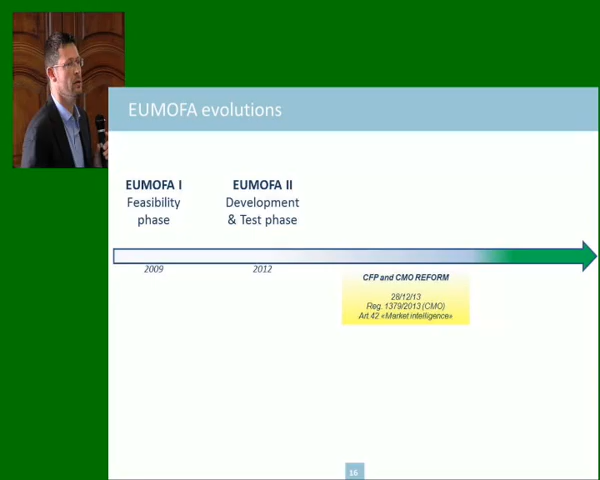 EUMOFA evolutions
EUMOFA I
Feasibility
phase
EUMOFA II
Development
& Test phase
2009
2012
CFP and CMO REFORM
28/12/13
Reg. 1379/2013 (CMO)
Art.42 «Market intelligence»
16